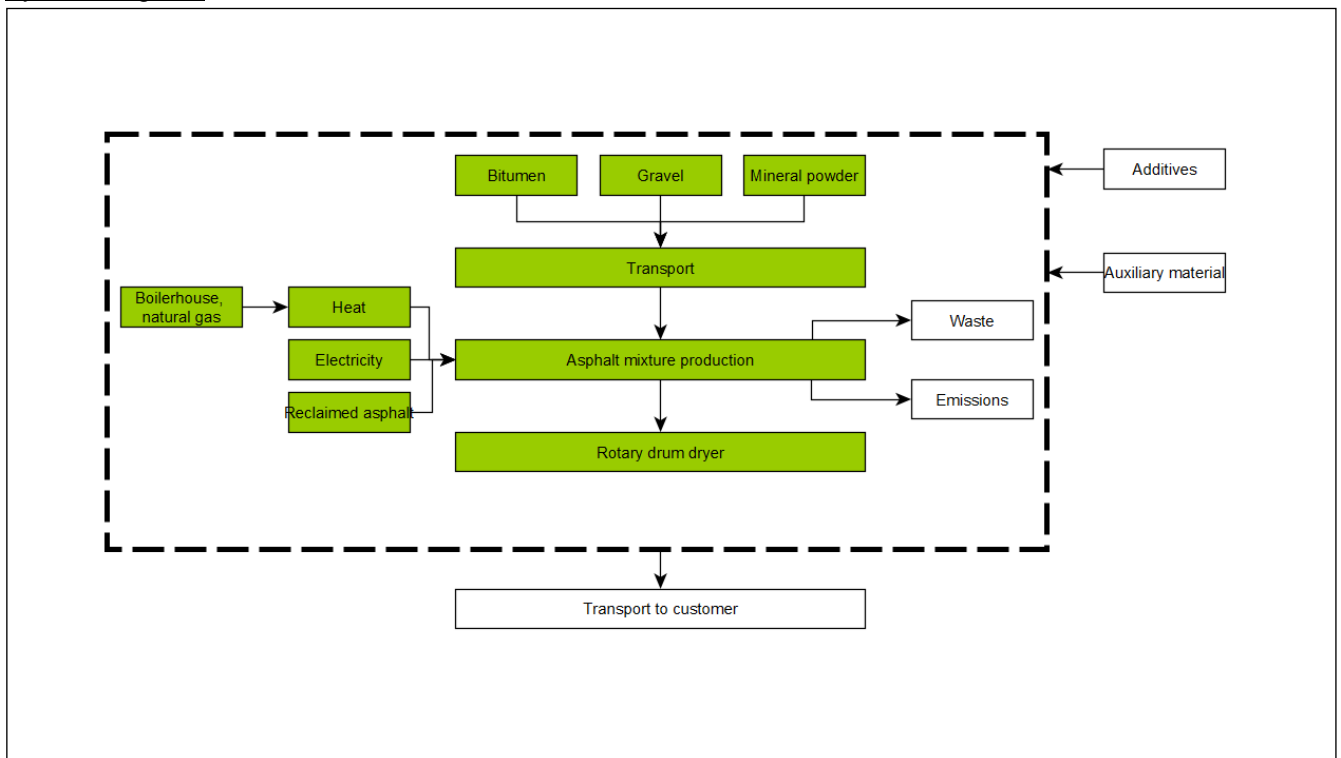 Additives
Bitumen
Gravel
Mineral powder
Transport
Auxiliary material
Boilerhouse,
natural gas
Heat
Waste
Electricity
Asphalt mixture production
Reclaimed asphalt
Emissions
Rotary drum dryer
Transport to customer